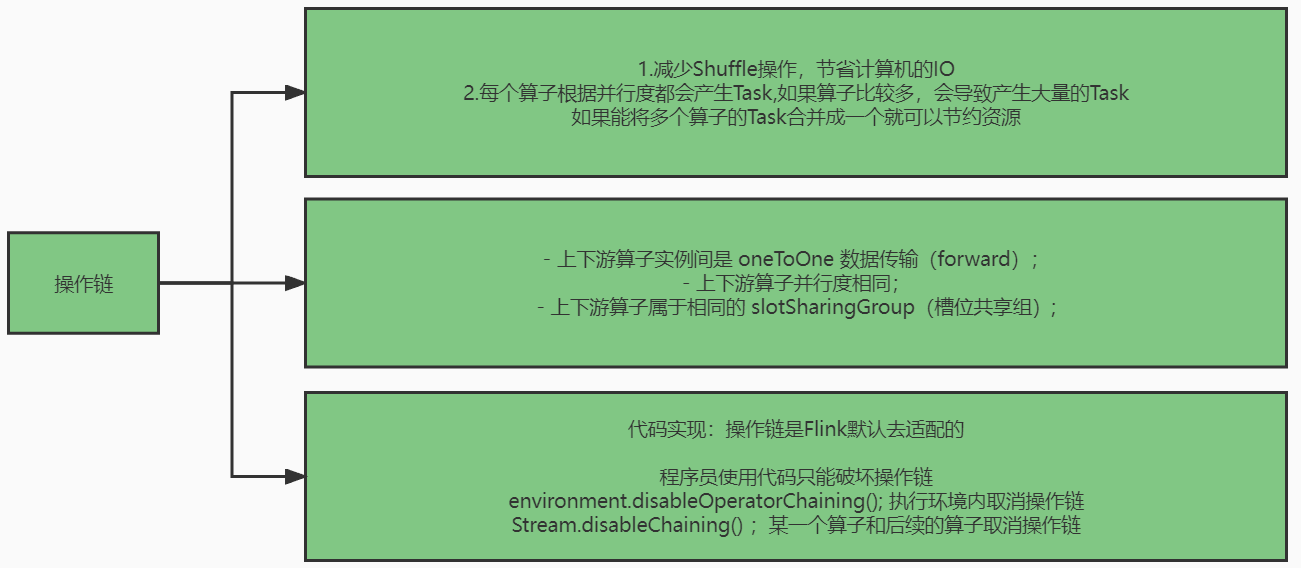 操作链
1.减少Shuffle操作，节省计算机的IO
2.每个算子根据并行度都会产生Task,如果算子比较多，会导致产生大量的Task
如果能将多个算子的Task合并成一个就可以节约资源
- 上下游算子实例间是 oneToOne 数据传输（forward）;
- 上下游算子并行度相同;
- 上下游算子属于相同的 slotSharingGroup（槽位共享组）;
代码实现：操作链是Flink默认去适配的
程序员使用代码只能破坏操作链
environment.disableOperatorChaining(); 执行环境内取消操作链
Stream.disableChaining() ；某一个算子和后续的算子取消操作链